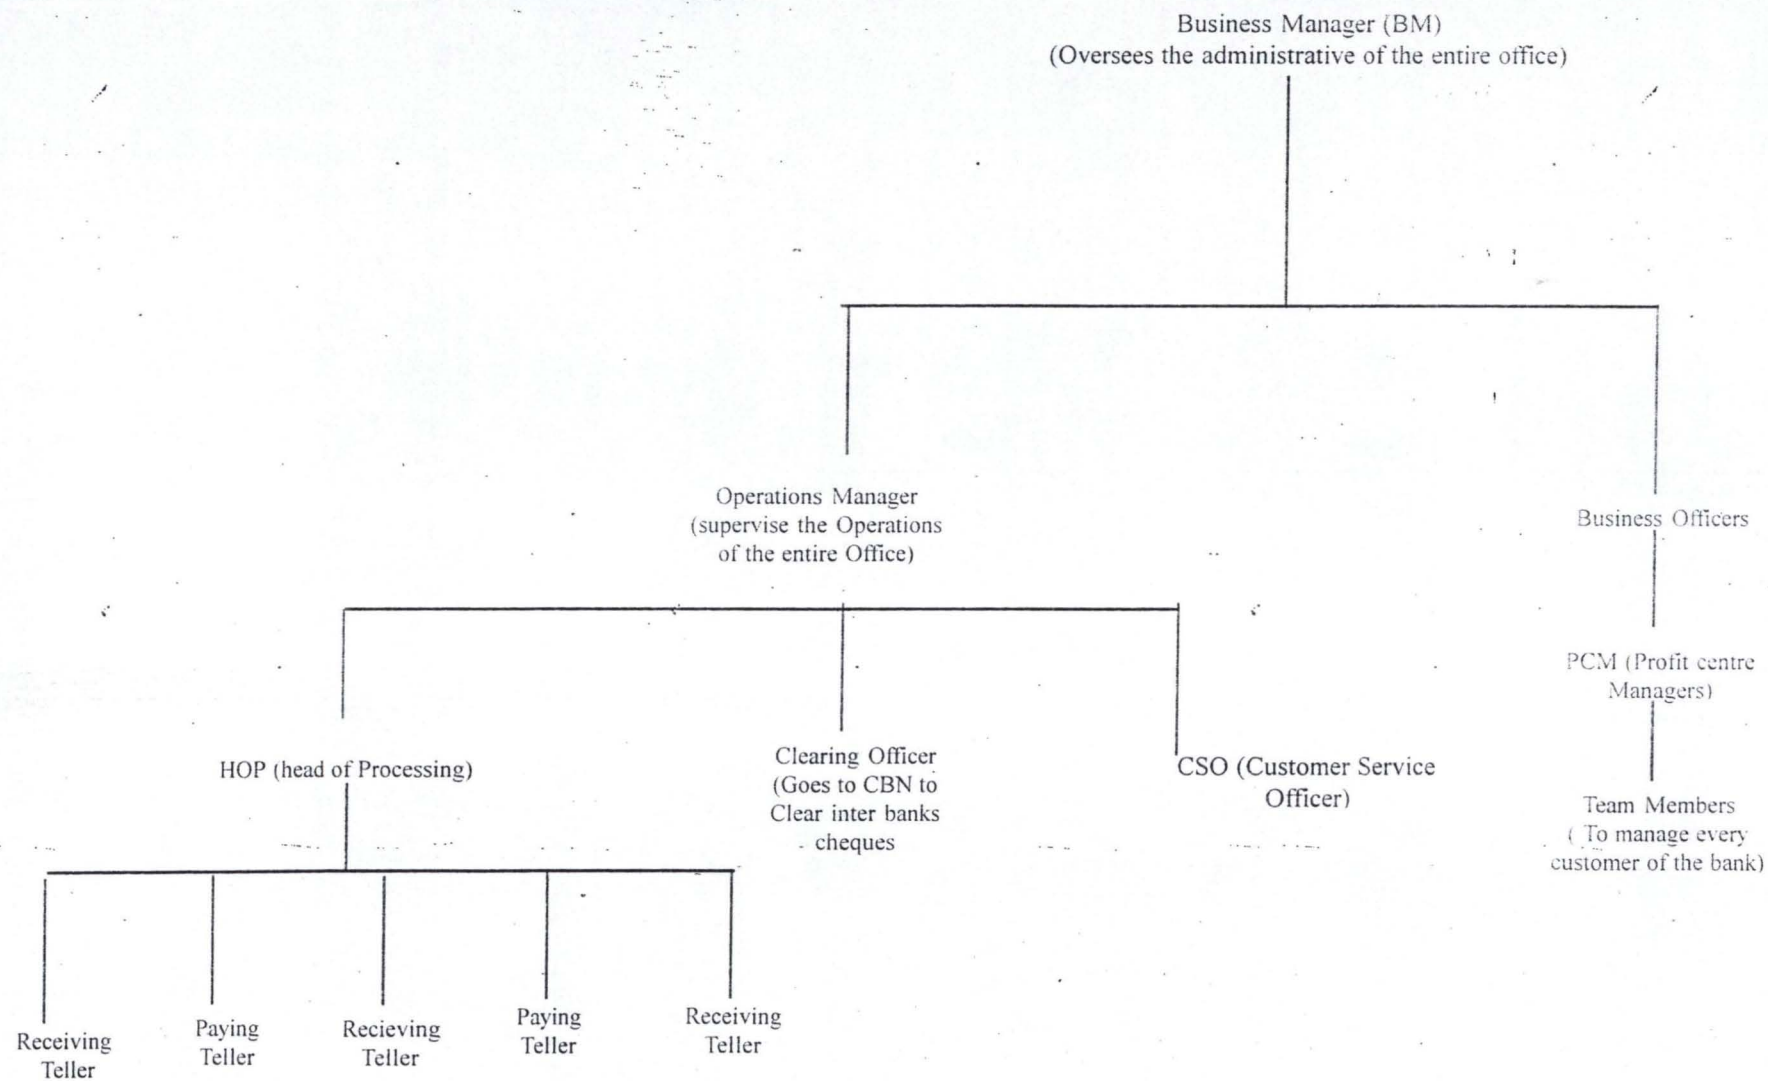 Business Manager (BM)
(Oversees the administrative of the entire office)
Operations Manager
(supervise the Operations
of the entire Office)
Business Officers
PCM (Profit centre
Managers)
HOP (head of Processing)
Clearing Officer
(Goes to CBN to
Clear inter banks
cheques
CSO (Customer Service
Officer)
Team Members
( To manage every
customer of the bank)
Receiving
Teller
Paying
Teller
Recieving
Teller
Paying
Teller
Receiving
Teller